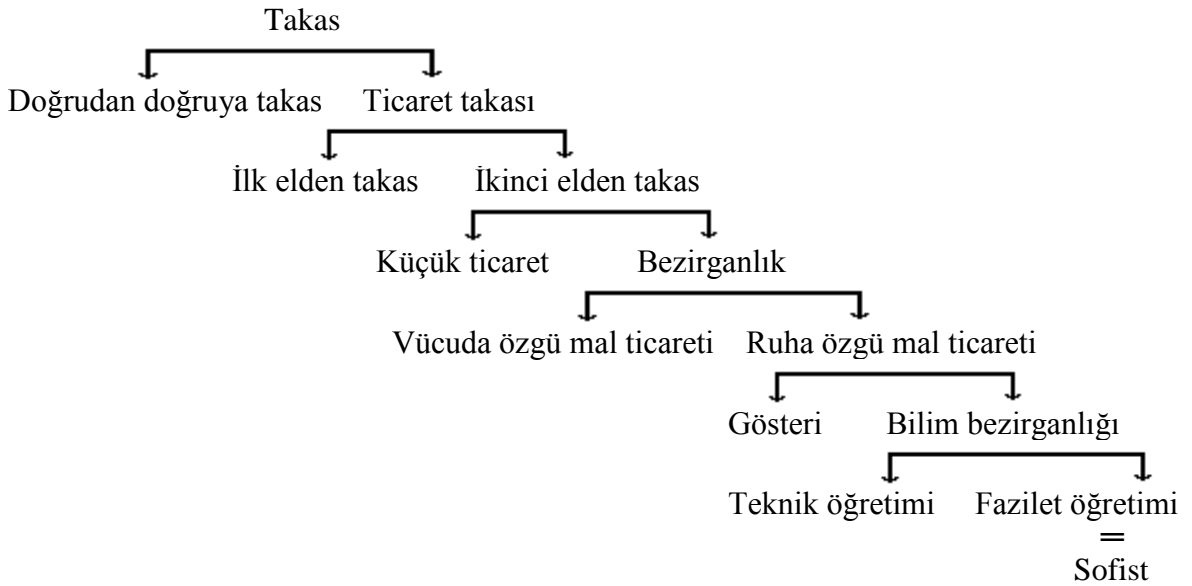 Takas
Doğrudan doğruya takas Ticaret takası
İlk elden takas İkinci elden takas
Küçük ticaret Bezirganlık
Vücuda özgü mal ticareti Ruha özgü mal ticareti
Gösteri Bilim bezirganlığı
Teknik öğretimi Fazilet öğretimi
=
Sofist